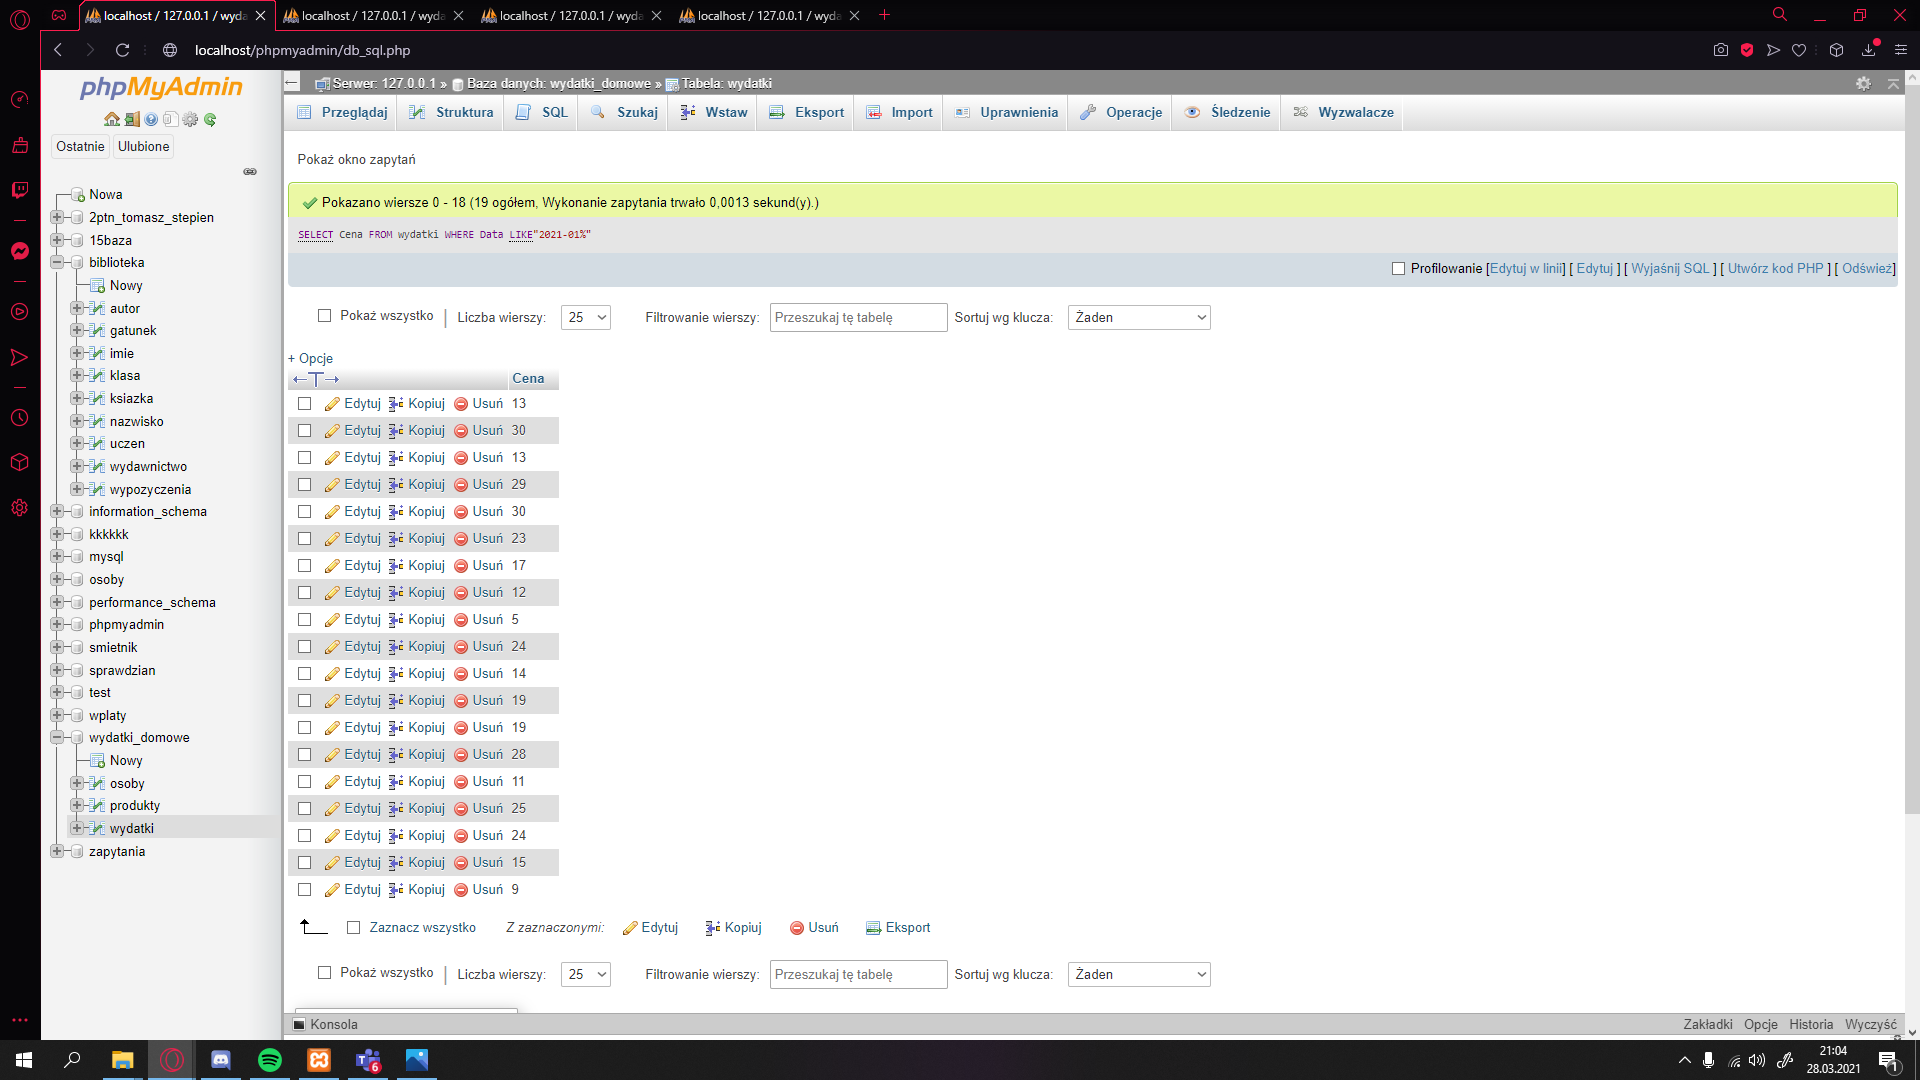 localhost / 127.0.0.1 / wyda
localhost / 127.0.0.1 / wyda
localhost / 127.0.0.1 / wyda
localhost / 127.0.0.1 / wyda
localhost/phpmyadmin/db_sql.php
phpMyAdmin
Ostatnie Ulubione
Nowa
2ptn_tomasz_stepien
15baza
biblioteka
Nowy
autor
gatunek
imie
klasa
ksiazka
nazwisko
uczen
wydawnictwo
wypozyczenia
information_schema
kkkkkk
mysql
osoby
performance_schema
phpmyadmin
smietnik
sprawdzian
test
wplaty
wydatki_domowe
Nowy
osoby
produkty
wydatki
zapytania
Serwer: 127.0.0.1 » Baza danych: wydatki_domowe » Tabela: wydatki
Przeglądaj Struktura SQL Szukaj Wstaw Eksport Import Uprawnienia Operacje Śledzenie Wyzwalacze
Pokaż okno zapytań
Pokazano wiersze 0 - 18 (19 ogółem, Wykonanie zapytania trwało 0,0013 sekund(y).)
SELECT Cena FROM wydatki WHERE Data LIKE"2021-01%"
Profilowanie [Edytuj w linii] [ Edytuj ] [ Wyjaśnij SQL ] [ Utwórz kod PHP ] [ Odśwież]
Pokaż wszystko | Liczba wierszy: 25 Filtrowanie wierszy: Przeszukaj tę tabelę Sortuj wg klucza: Żaden
+ Opcje
←T→ Cena
Edytuj Kopiuj Usuń 13
Edytuj Kopiuj Usuń 30
Edytuj Kopiuj Usuń 13
Edytuj Kopiuj Usuń 29
Edytuj Kopiuj Usuń 30
Edytuj Kopiuj Usuń 23
Edytuj Kopiuj Usuń 17
Edytuj Kopiuj Usuń 12
Edytuj Kopiuj Usuń 5
Edytuj Kopiuj Usuń 24
Edytuj Kopiuj Usuń 14
Edytuj Kopiuj Usuń 19
Edytuj Kopiuj Usuń 19
Edytuj Kopiuj Usuń 28
Edytuj Kopiuj Usuń 11
Edytuj Kopiuj Usuń 25
Edytuj Kopiuj Usuń 24
Edytuj Kopiuj Usuń 15
Edytuj Kopiuj Usuń 9
Zaznacz wszystko Z zaznaczonymi: Edytuj Kopiuj Usuń Eksport
Pokaż wszystko | Liczba wierszy: 25 Filtrowanie wierszy: Przeszukaj tę tabelę Sortuj wg klucza: Żaden
Konsola Zakładki Opcje Historia Wyczyść
6
21:04
28.03.2021
1